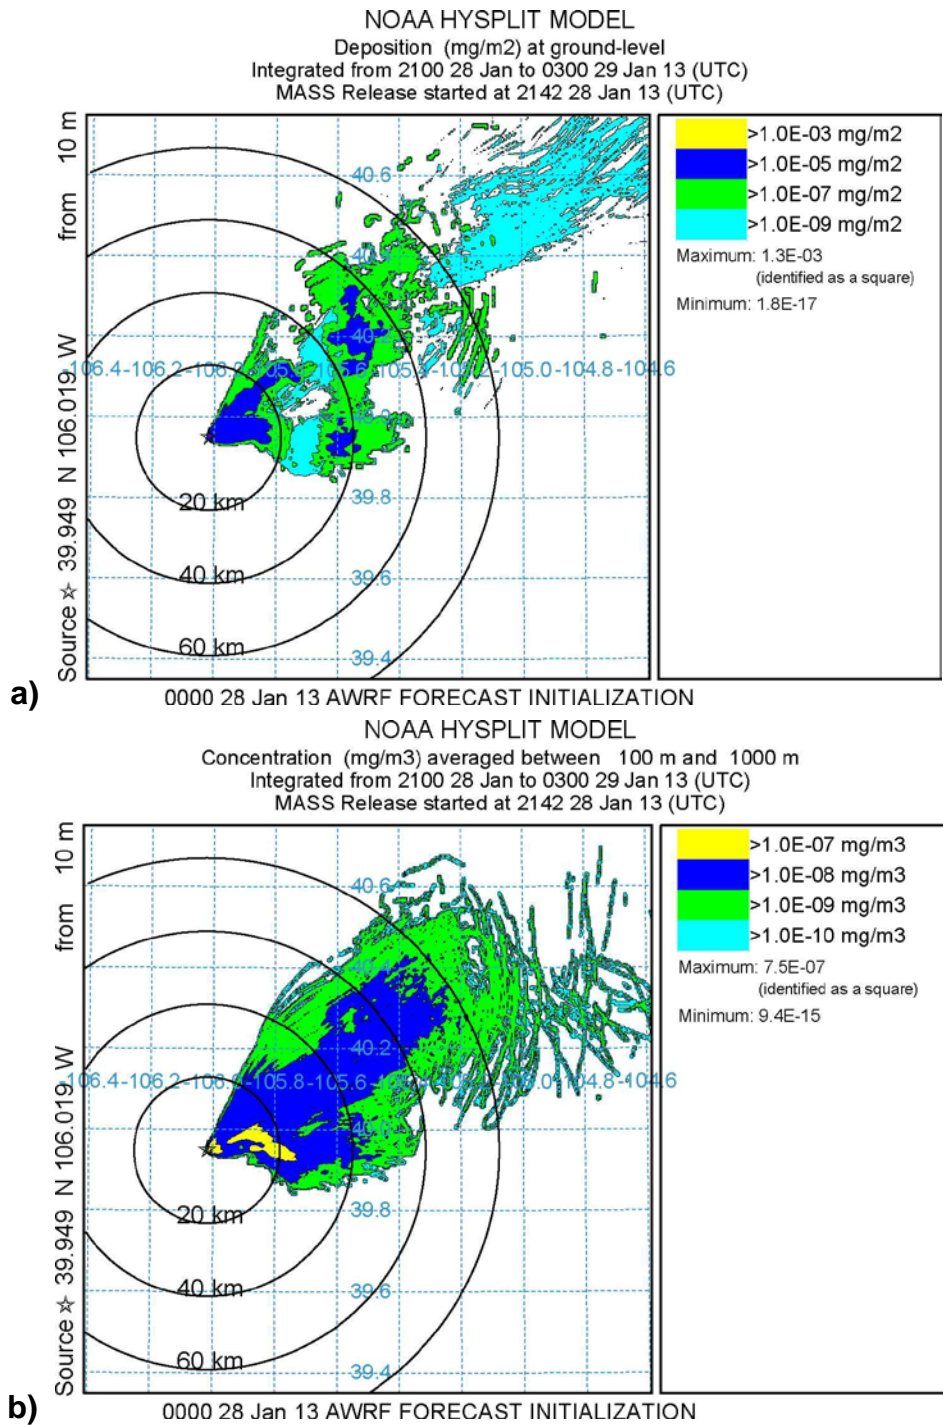 NOAA HYSPLIT MODEL
Deposition (mg/m2) at ground-level
Integrated from 2100 28 Jan to 0300 29 Jan 13 (UTC)
MASS Release started at 2142 28 Jan 13 (UTC)
Source ☆ 39.949 N 106.019 W from 10 m
>1.0E-03 mg/m2
>1.0E-05 mg/m2
>1.0E-07 mg/m2
>1.0E-09 mg/m2
Maximum: 1.3E-03
(identified as a square)
Minimum: 1.8E-17
40.6
40.2
-106.4 -106.2 -105.6 -105.0 -104.8 -104.6
20 km
39.8
40 km
39.6
60 km
39.4
a)
0000 28 Jan 13 AWRF FORECAST INITIALIZATION
NOAA HYSPLIT MODEL
Concentration (mg/m3) averaged between 100 m and 1000 m
Integrated from 2100 28 Jan to 0300 29 Jan 13 (UTC)
MASS Release started at 2142 28 Jan 13 (UTC)
Source ☆ 39.949 N 106.019 W from 10 m
>1.0E-07 mg/m3
>1.0E-08 mg/m3
>1.0E-09 mg/m3
>1.0E-10 mg/m3
Maximum: 7.5E-07
(identified as a square)
Minimum: 9.4E-15
40.6
40.4
40.2
-106.4 -106.2 -105.8 -105.6 -104.8 -104.6
40.0
20 km
39.8
40 km
39.6
60 km
39.4
b)
0000 28 Jan 13 AWRF FORECAST INITIALIZATION